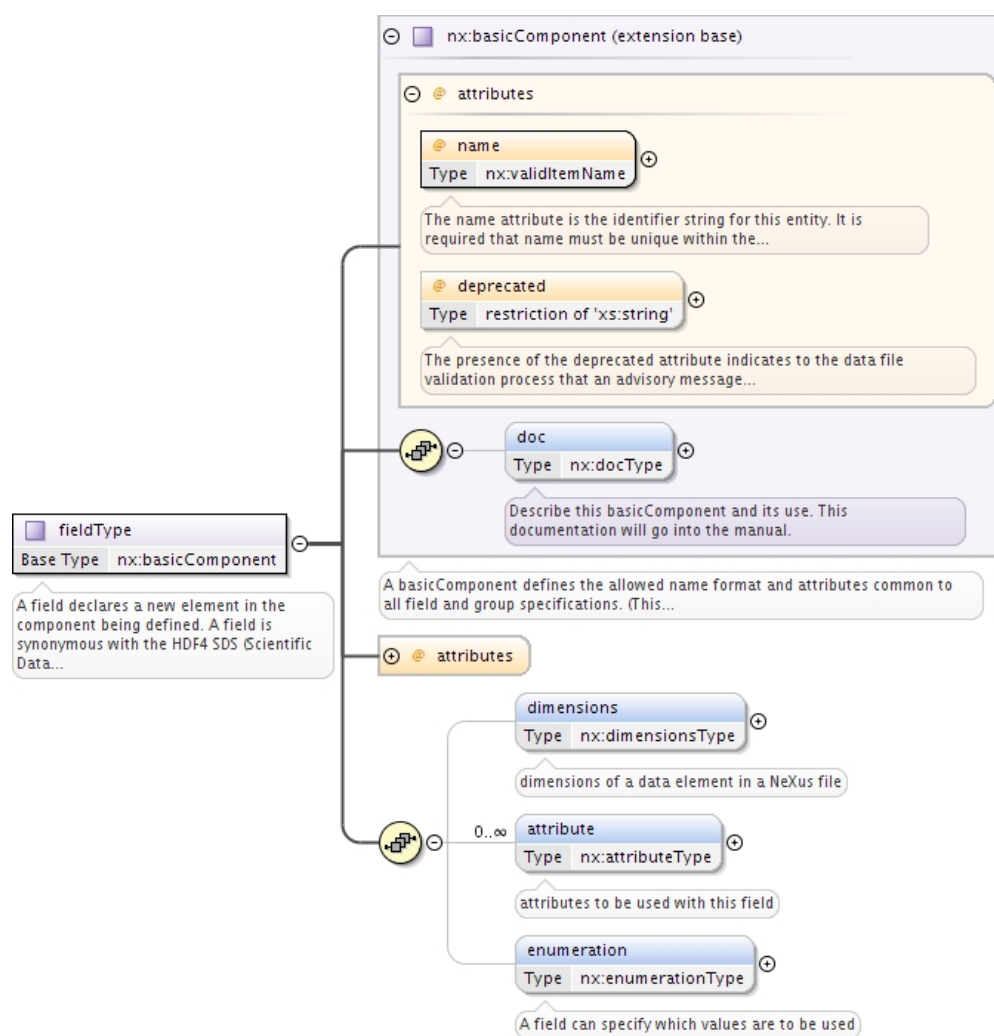 nx:basicComponent (extension base)
@ attributes
@ name
Type nx:validItemName
The name attribute is the identifier string for this entity. It is
required that name must be unique within the...
@ deprecated
Type restriction of 'xs:string'
The presence of the deprecated attribute indicates to the data file
validation process that an advisory message...
doc
Type nx:docType
Describe this basicComponent and its use. This
documentation will go into the manual.
fieldType
Base Type nx:basicComponent
A field declares a new element in the
component being defined. A field is
synonymous with the HDF4 SDS (Scientific
Data...
A basicComponent defines the allowed name format and attributes common to
all field and group specifications. (This...
@ attributes
dimensions
Type nx:dimensionsType
dimensions of a data element in a NeXus file
0..∞
attribute
Type nx:attributeType
attributes to be used with this field
enumeration
Type nx:enumerationType
A field can specify which values are to be used